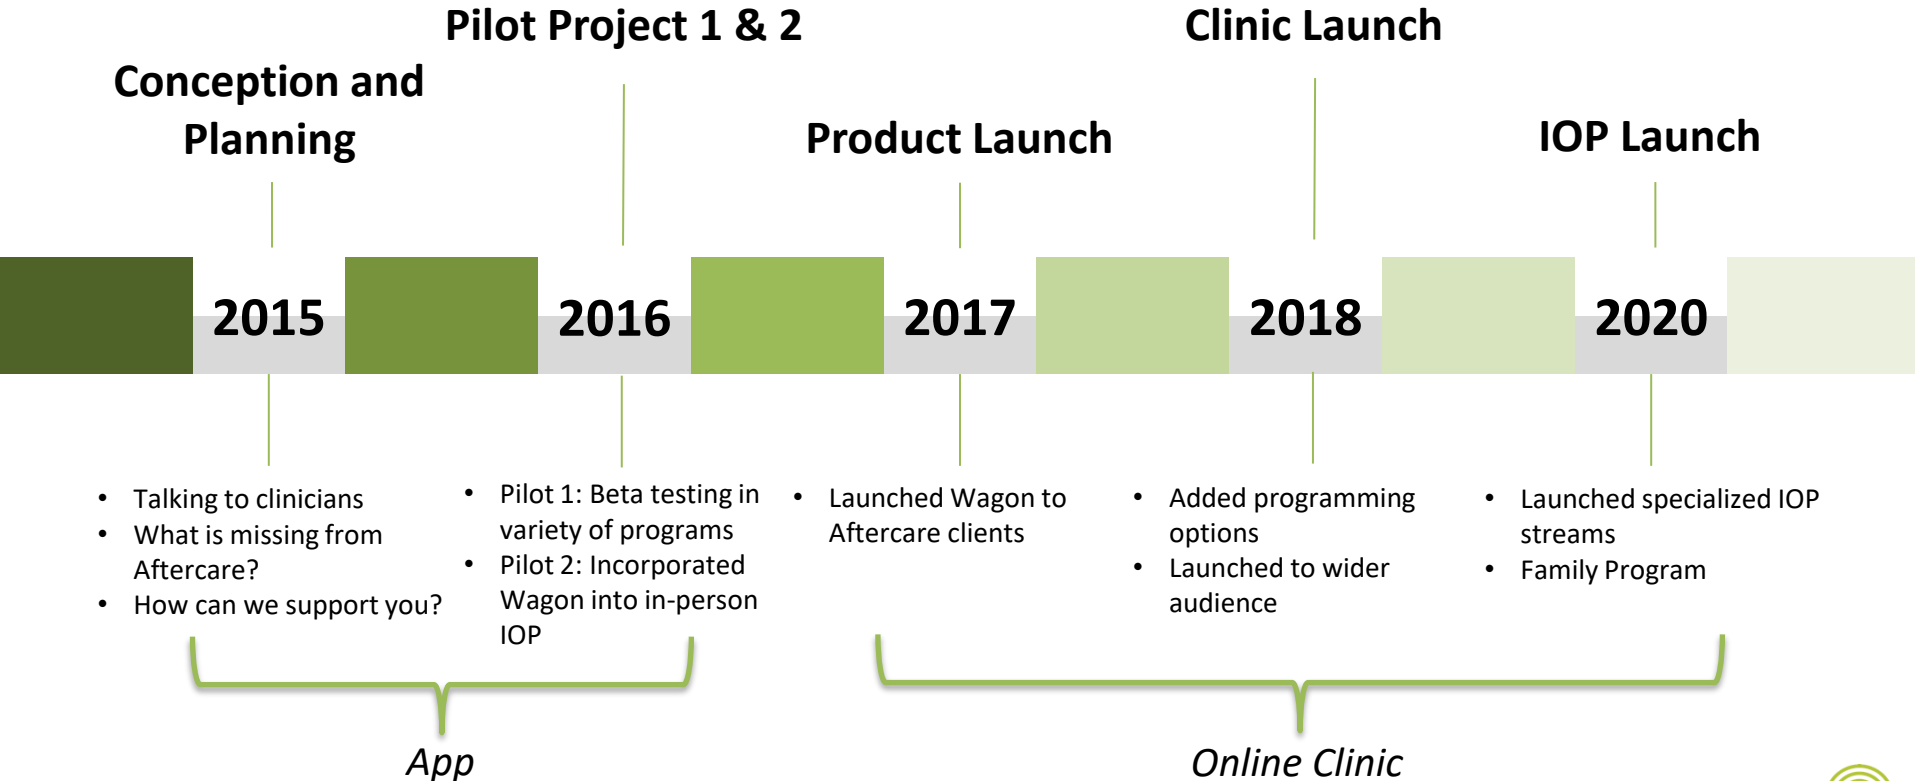 Pilot Project 1 & 2
Clinic Launch
Conception and
Planning
Product Launch
IOP Launch
2015
2016
2017
2018
2020
• Talking to clinicians
• What is missing from
Aftercare?
• How can we support you?
• Pilot 1: Beta testing in
variety of programs
• Pilot 2: Incorporated
Wagon into in-person
IOP
• Launched Wagon to
Aftercare clients
• Added programming
options
• Launched to wider
audience
• Launched specialized IOP
streams
• Family Program
App
Online Clinic